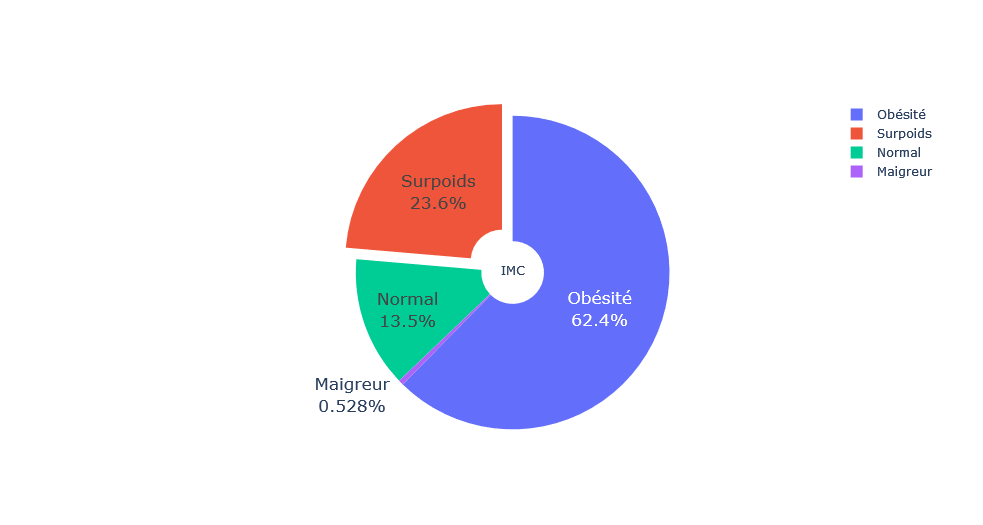 Surpoids
23.6%
IMC
Obésité
62.4%
Normal
13.5%
Maigreur
0.528%
Obésité
Surpoids
Normal
Maigreur